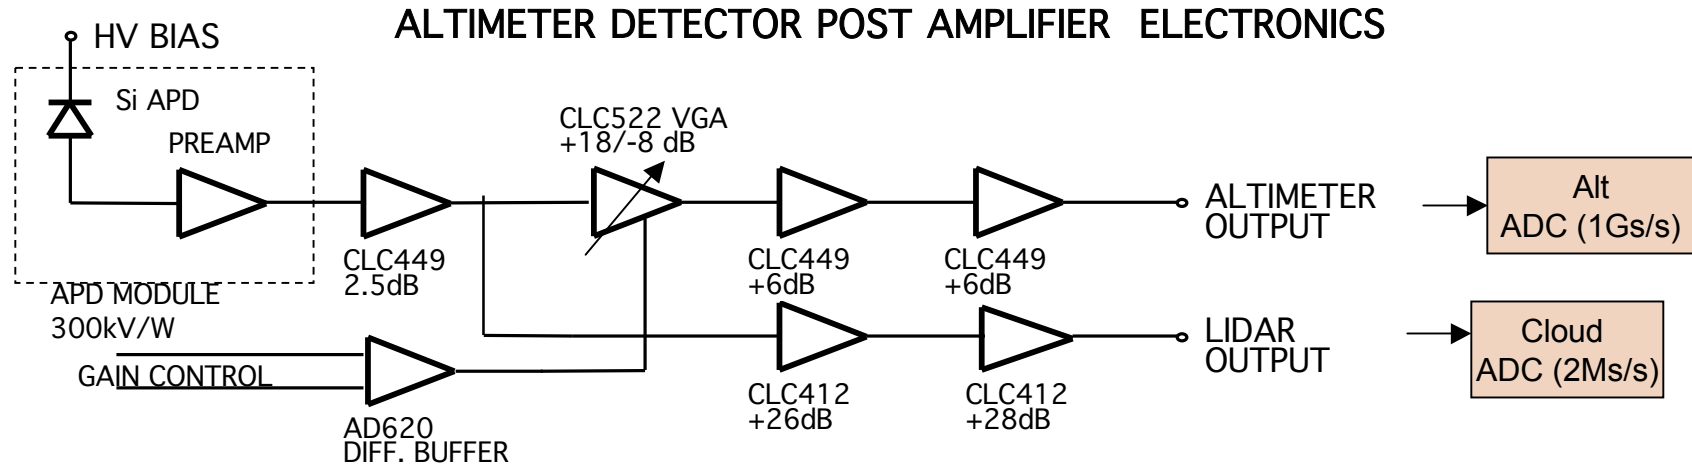 ALTIMETER DETECTOR POST AMPLIFIER ELECTRONICS
HV BIAS
Si APD
PREAMP
APD MODULE
300kV/W
GAIN CONTROL
CLC449
2.5dB
AD620
DIFF. BUFFER
CLC522 VGA
+18/-8 dB
CLC449
+6dB
CLC449
+6dB
CLC412
+26dB
CLC412
+28dB
ALTIMETER
OUTPUT
LIDAR
OUTPUT
Alt
ADC (1Gs/s)
Cloud
ADC (2Ms/s)